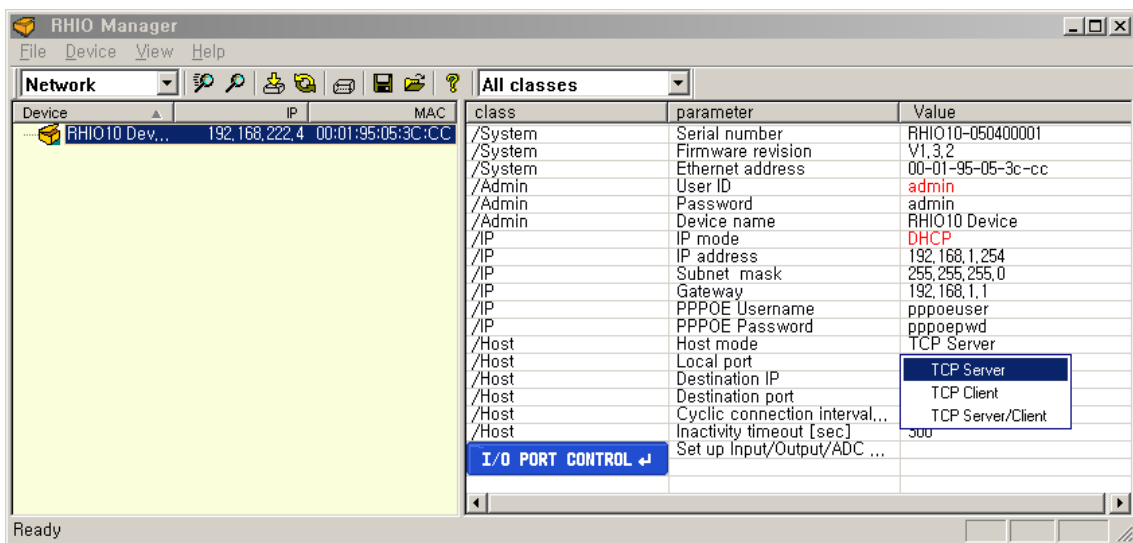 RHIO Manager
File Device View Help
Network All classes
Device IP MAC
RHIO10 Dev... 192,168,222,4 00:01:95:05:3C:CC
class parameter Value
/System Serial number RHIO10-050400001
/System Firmware revision V1,3,2
/System Ethernet address 00-01-95-05-3c-cc
/Admin User ID admin
/Admin Password admin
/Admin Device name RHIO10 Device
/IP IP mode DHCP
/IP IP address 192,168,1,254
/IP Subnet mask 255,255,255,0
/IP Gateway 192,168,1,1
/IP PPPOE Username pppoeuser
/IP PPPOE Password pppoepwd
/Host Host mode TCP Server
/Host Local port
/Host Destination IP
/Host Destination port
/Host Cyclic connection interval...
/Host Inactivity timeout [sec]
TCP Server
TCP Client
TCP Server/Client
I/O PORT CONTROL ↵ Set up Input/Output/ADC ...
Ready